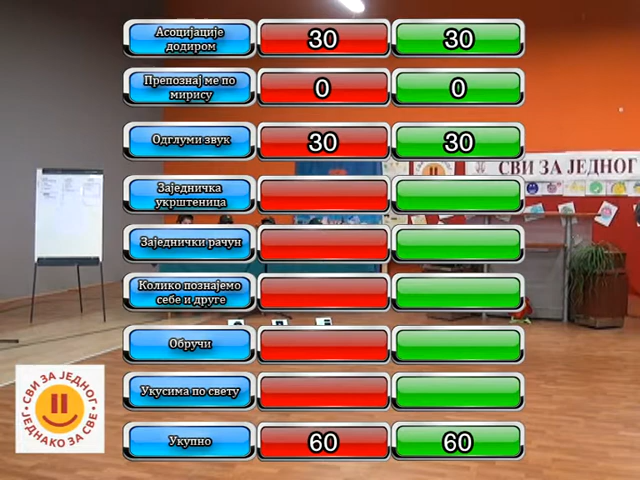 Асоцијације
додиром
30
30
Препознај ме по
мирису
0
0
Одглуми звук
30
30
СВИ ЗА ЈЕДНОГ
Заједничка
укрштеница
Заједнички рачун
Колико познајемо
себе и друге
Обручи
Укусима по свету
СВИ ЗА ЈЕДНОГ
ЈЕДНАКО ЗА СВЕ
Укупно
60
60